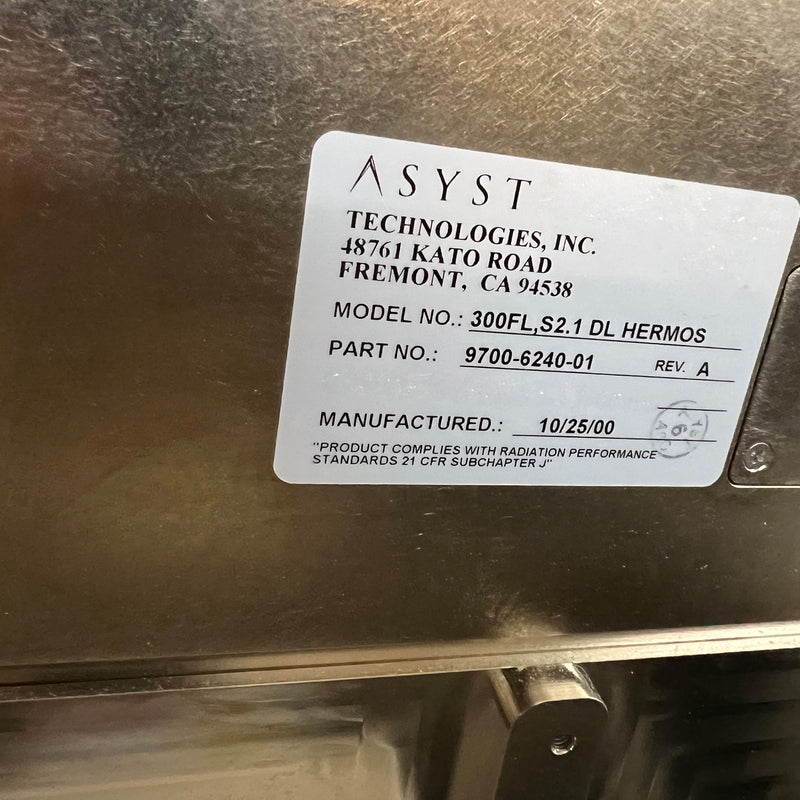 ASYST
TECHNOLOGIES, INC.
48761 KATO ROAD
FREMONT, CA 94538
MODEL NO.: 300FL,S2.1 DL HERMOS
PART NO.: 9700-6240-01 REV. A
MANUFACTURED.: 10/25/00
"PRODUCT COMPLIES WITH RADIATION PERFORMANCE
STANDARDS 21 CFR SUBCHAPTER J"